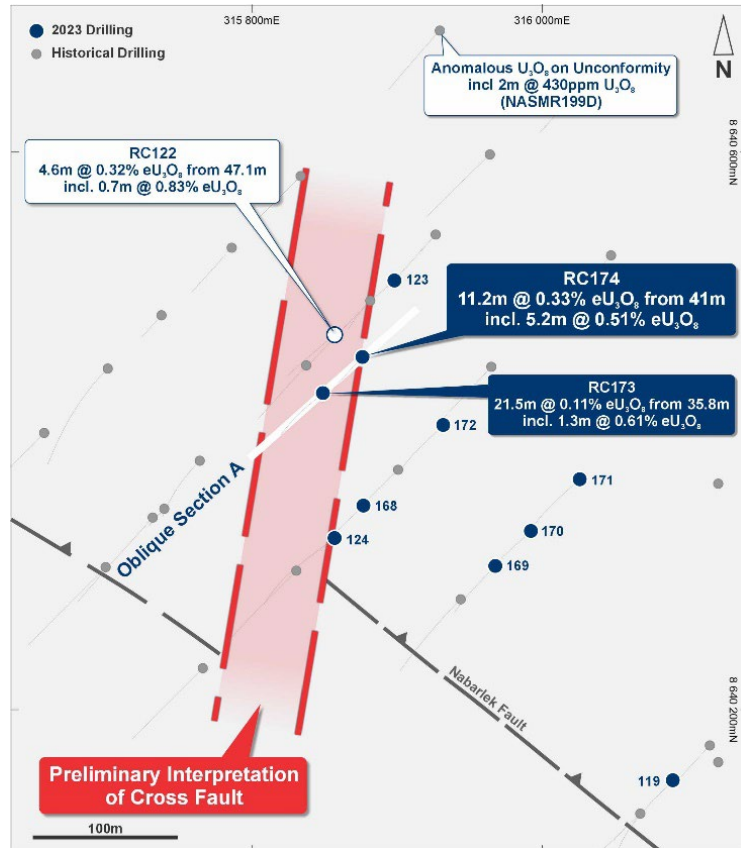 315 800mE
316 000mE
2023 Drilling
Historical Drilling
N
Anomalous U₃O₈ on Unconformity
incl 2m @ 430ppm U₃O₈
(NASMR199D)
8 640 600mN
RC122
4.6m @ 0.32% eU₃O₈ from 47.1m
incl. 0.7m @ 0.83% eU₃O₈
123
RC174
11.2m @ 0.33% eU₃O₈ from 41m
incl. 5.2m @ 0.51% eU₃O₈
RC173
21.5m @ 0.11% eU₃O₈ from 35.8m
incl. 1.3m @ 0.61% eU₃O₈
172
Oblique Section A
171
168
170
124
169
Nabarlek Fault
8 640 200mN
Preliminary Interpretation
of Cross Fault
119
100m